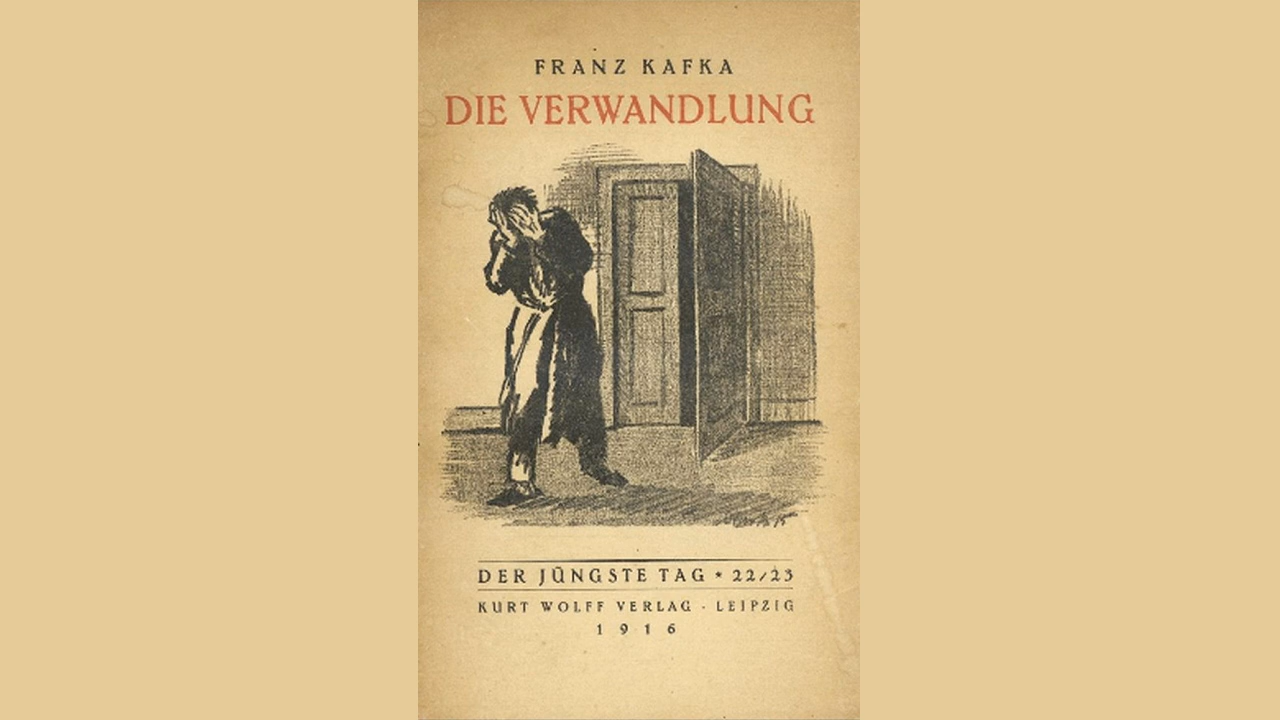 FRANZ KAFKA
DIE VERWANDLUNG
DER JÜNGSTE TAG * 22/23
KURT WOLFF VERLAG · LEIPZIG
1916